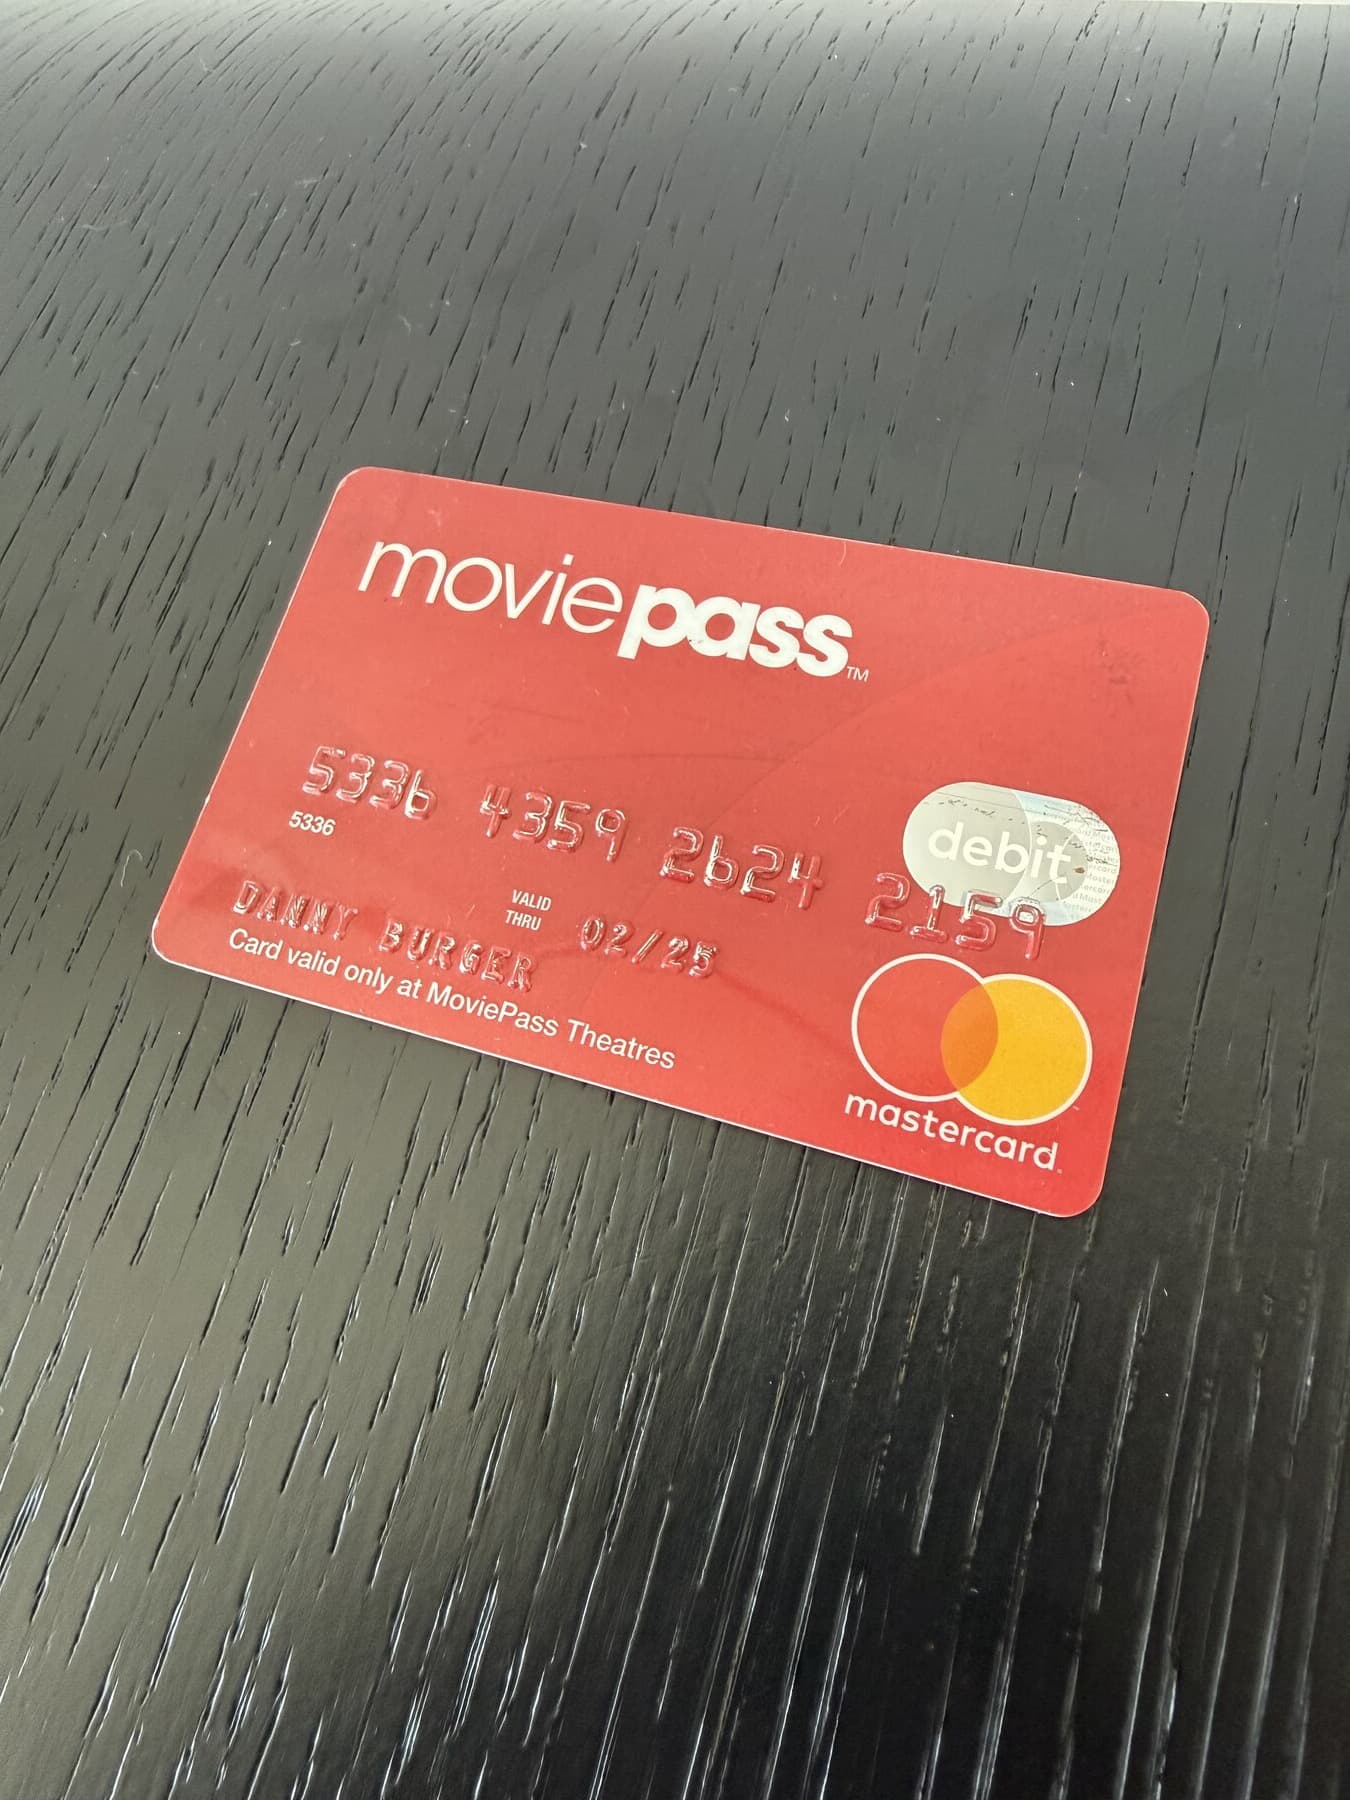 moviepass™
debit
5336 4359 2624 2159
5336
VALID
THRU
02/25
DANNY BURGER
Card valid only at MoviePass Theatres
mastercard